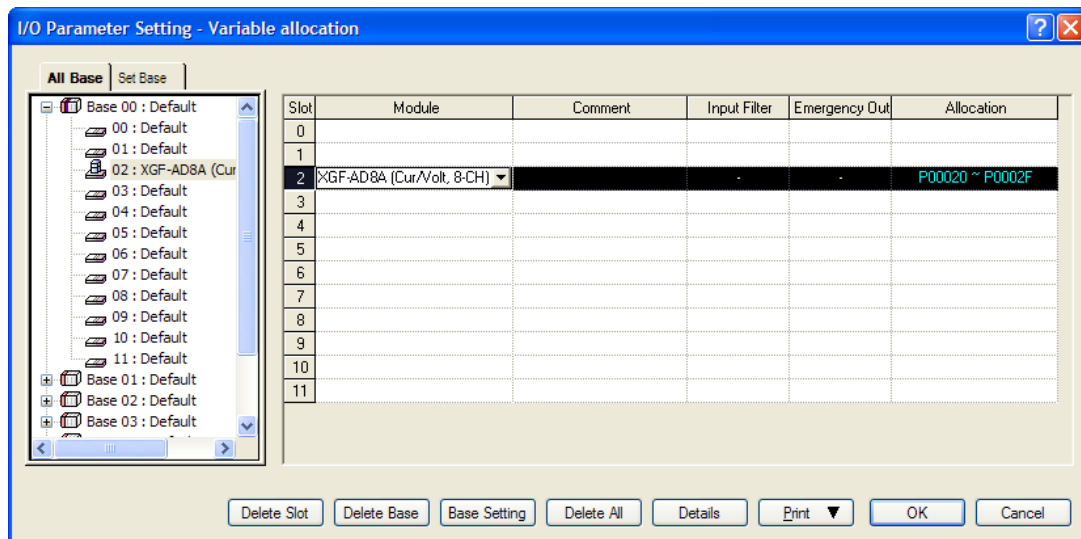 I/O Parameter Setting - Variable allocation
All Base Set Base
Base 00 : Default
00 : Default
01 : Default
02 : XGF-AD8A (Cur
03 : Default
04 : Default
05 : Default
06 : Default
07 : Default
08 : Default
09 : Default
10 : Default
11 : Default
Base 01 : Default
Base 02 : Default
Base 03 : Default
Slot Module Comment Input Filter Emergency Out Allocation
0
1
2 XGF-AD8A (Cur/Volt, 8-CH) - - P00020 ~ P0002F
3
4
5
6
7
8
9
10
11
Delete Slot Delete Base Base Setting Delete All Details Print ▼ OK Cancel